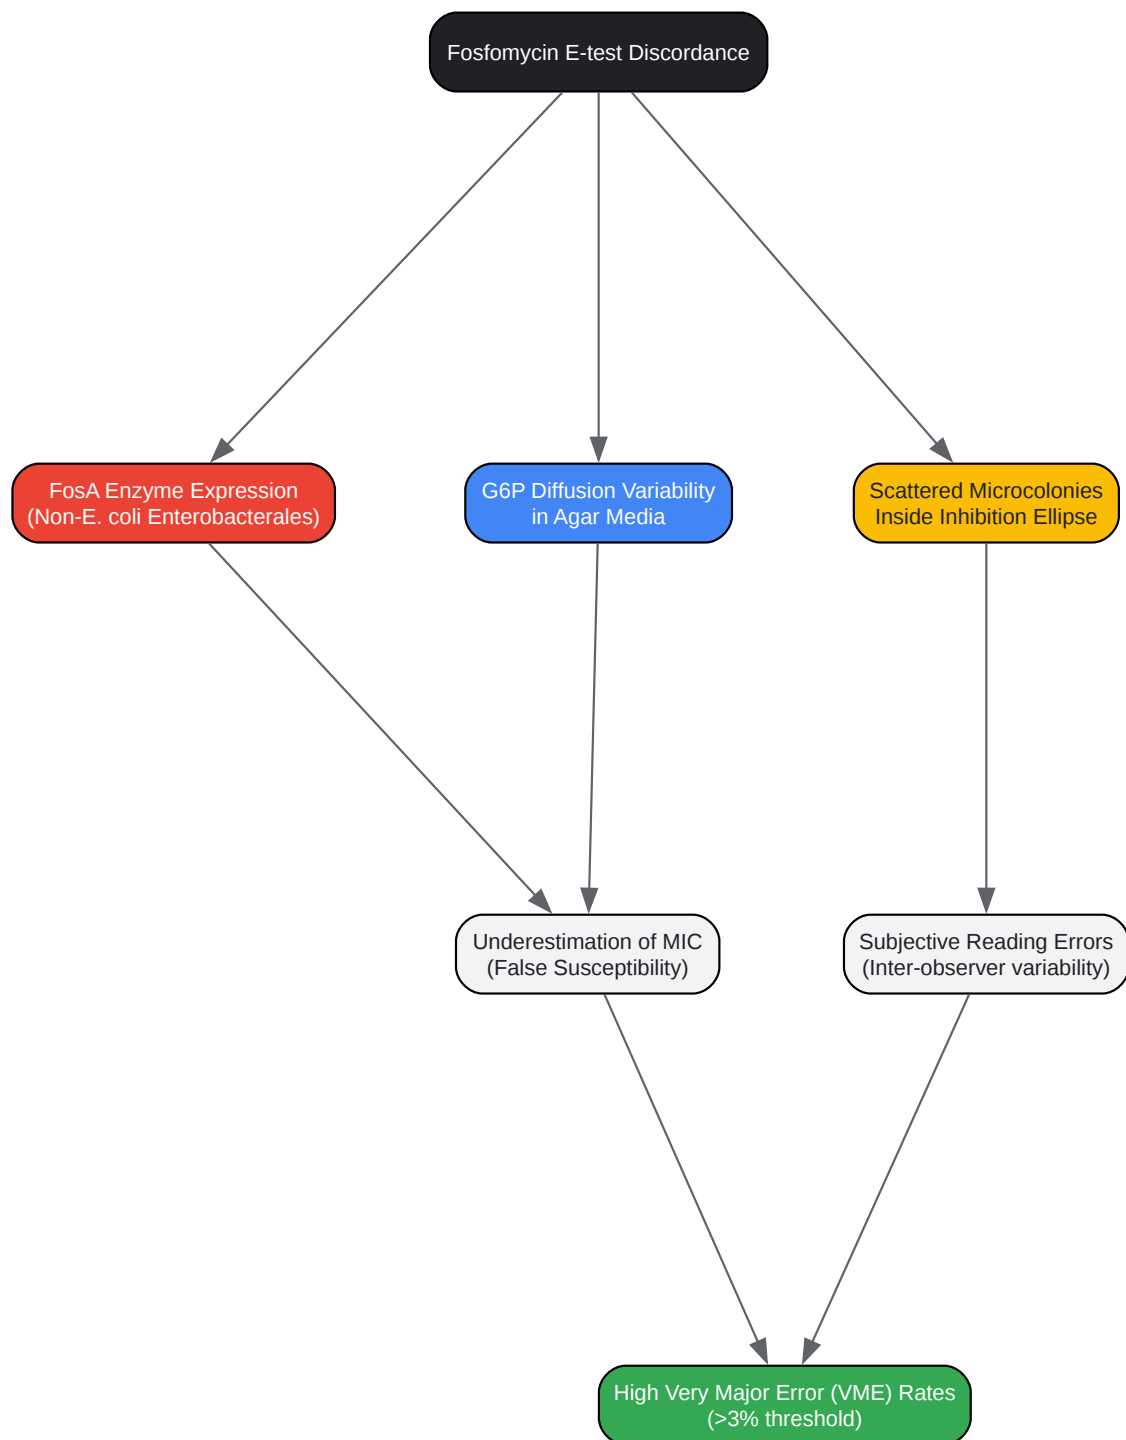 Fosfomycin E-test Discordance
FosA Enzyme Expression
(Non-E. coli Enterobacterales)
G6P Diffusion Variability
in Agar Media
Scattered Microcolonies
Inside Inhibition Ellipse
Underestimation of MIC
(False Susceptibility)
Subjective Reading Errors
(Inter-observer variability)
High Very Major Error (VME) Rates
(>3% threshold)